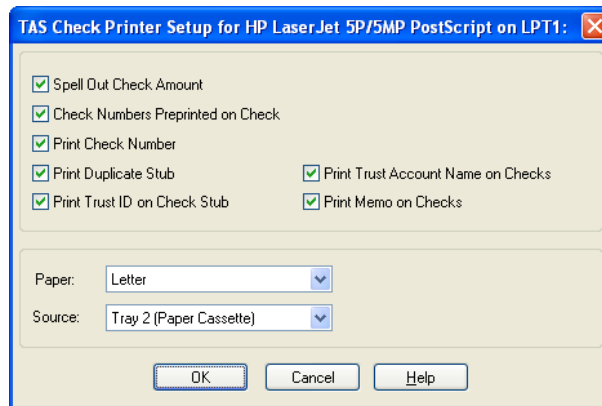 TAS Check Printer Setup for HP LaserJet 5P/5MP PostScript on LPT1:
Spell Out Check Amount
Check Numbers Preprinted on Check
Print Check Number
Print Duplicate Stub
Print Trust Account Name on Checks
Print Trust ID on Check Stub
Print Memo on Checks
Paper: Letter
Source: Tray 2 (Paper Cassette)
OK Cancel Help